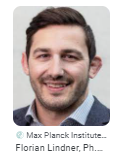 Max Planck Institute...
Florian Lindner, Ph....